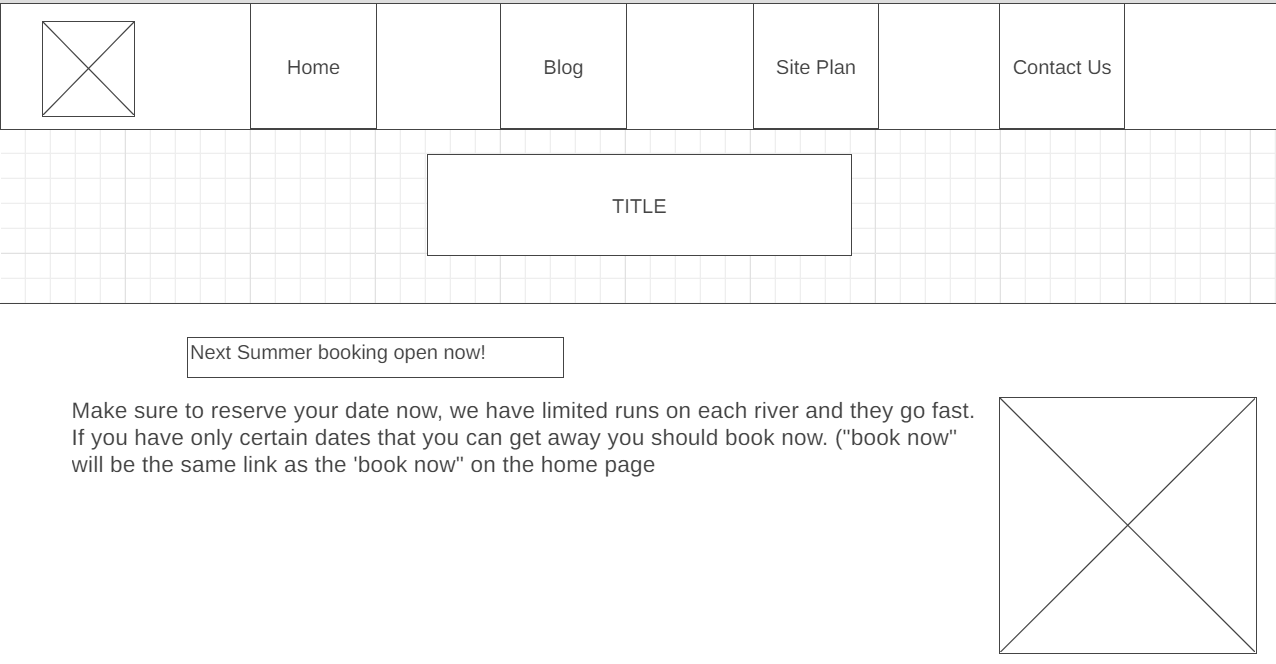 Home
Blog
Site Plan
Contact Us
TITLE
Next Summer booking open now!
Make sure to reserve your date now, we have limited runs on each river and they go fast.
If you have only certain dates that you can get away you should book now. ("book now"
will be the same link as the 'book now" on the home page